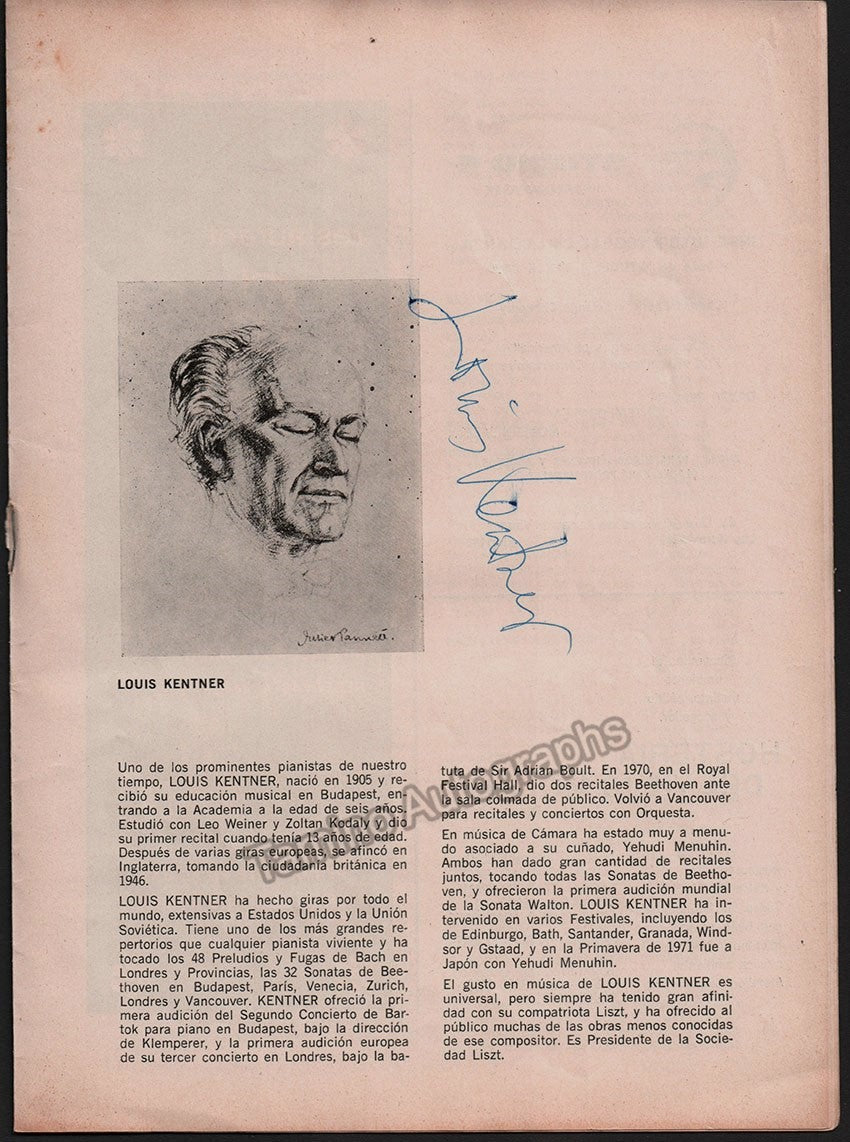 Louis Kentner
Juliet Pannett.
LOUIS KENTNER
Uno de los prominentes pianistas de nuestro
tiempo, LOUIS KENTNER, nació en 1905 y re-
cibió su educación musical en Budapest, en-
trando a la Academia a la edad de seis años.
Estudió con Leo Weiner y Zoltan Kodaly y dio
su primer recital cuando tenía 13 años de edad.
Después de varias giras europeas, se afincó en
Inglaterra, tomando la ciudadanía británica en
1946.
LOUIS KENTNER ha hecho giras por todo el
mundo, extensivas a Estados Unidos y la Unión
Soviética. Tiene uno de los más grandes re-
pertorios que cualquier pianista viviente y ha
tocado los 48 Preludios y Fugas de Bach en
Londres y Provincias, las 32 Sonatas de Bee-
thoven en Budapest, París, Venecia, Zurich,
Londres y Vancouver. KENTNER ofreció la pri-
mera audición del Segundo Concierto de Bar-
tok para piano en Budapest, bajo la dirección
de Klemperer, y la primera audición europea
de su tercer concierto en Londres, bajo la ba-
tuta de Sir Adrian Boult. En 1970, en el Royal
Festival Hall, dio dos recitales Beethoven ante
la sala colmada de público. Volvió a Vancouver
para recitales y conciertos con Orquesta.
En música de Cámara ha estado muy a menu-
do asociado a su cuñado, Yehudi Menuhin.
Ambos han dado gran cantidad de recitales
juntos, tocando todas las Sonatas de Beetho-
ven, y ofrecieron la primera audición mundial
de la Sonata Walton. LOUIS KENTNER ha in-
tervenido en varios Festivales, incluyendo los
de Edinburgo, Bath, Santander, Granada, Wind-
sor y Gstaad, y en la Primavera de 1971 fue a
Japón con Yehudi Menuhin.
El gusto en música de LOUIS KENTNER es
universal, pero siempre ha tenido gran afini-
dad con su compatriota Liszt, y ha ofrecido al
público muchas de las obras menos conocidas
de ese compositor. Es Presidente de la Socie-
dad Liszt.
Tamino Autographs